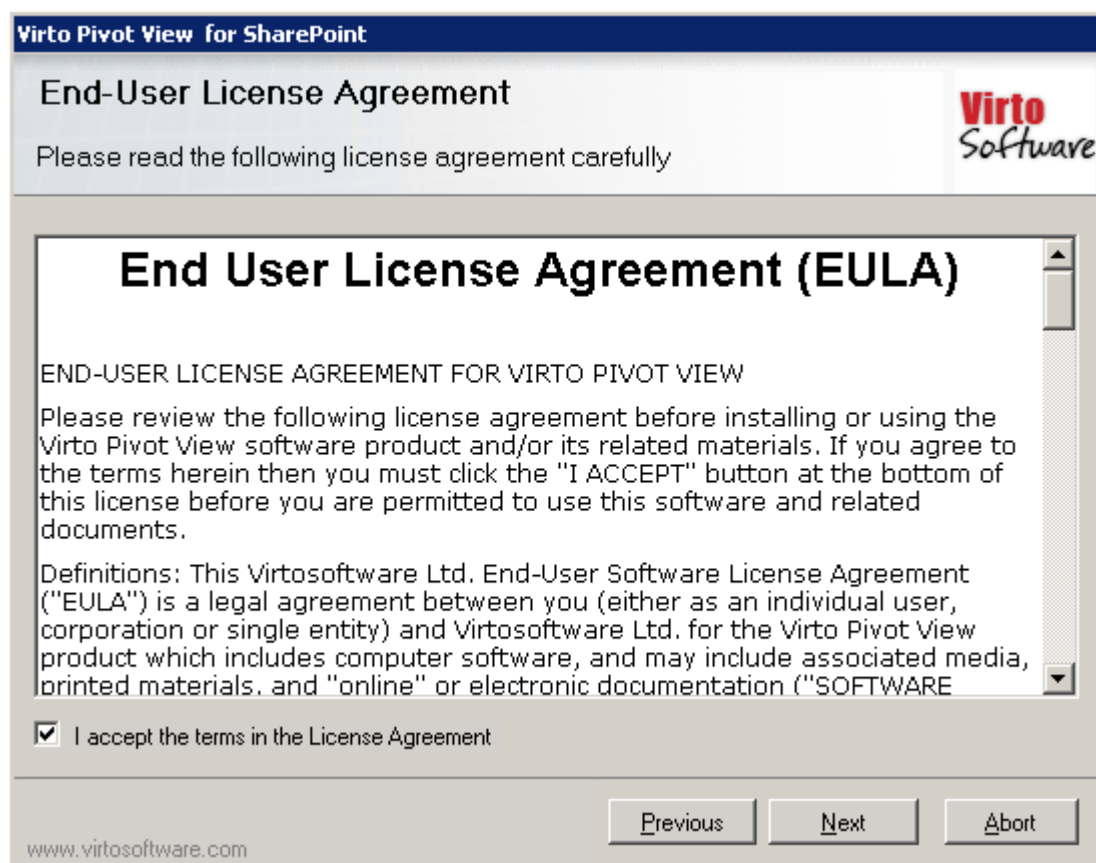 Virto Pivot View for SharePoint
End-User License Agreement
Please read the following license agreement carefully
Virto
Software
End User License Agreement (EULA)
END-USER LICENSE AGREEMENT FOR VIRTO PIVOT VIEW
Please review the following license agreement before installing or using the
Virto Pivot View software product and/or its related materials. If you agree to
the terms herein then you must click the "I ACCEPT" button at the bottom of
this license before you are permitted to use this software and related
documents.
Definitions: This Virtosoftware Ltd. End-User Software License Agreement
("EULA") is a legal agreement between you (either as an individual user,
corporation or single entity) and Virtosoftware Ltd. for the Virto Pivot View
product which includes computer software, and may include associated media,
printed materials, and "online" or electronic documentation ("SOFTWARE
I accept the terms in the License Agreement
Previous Next Abort
www.virtosoftware.com